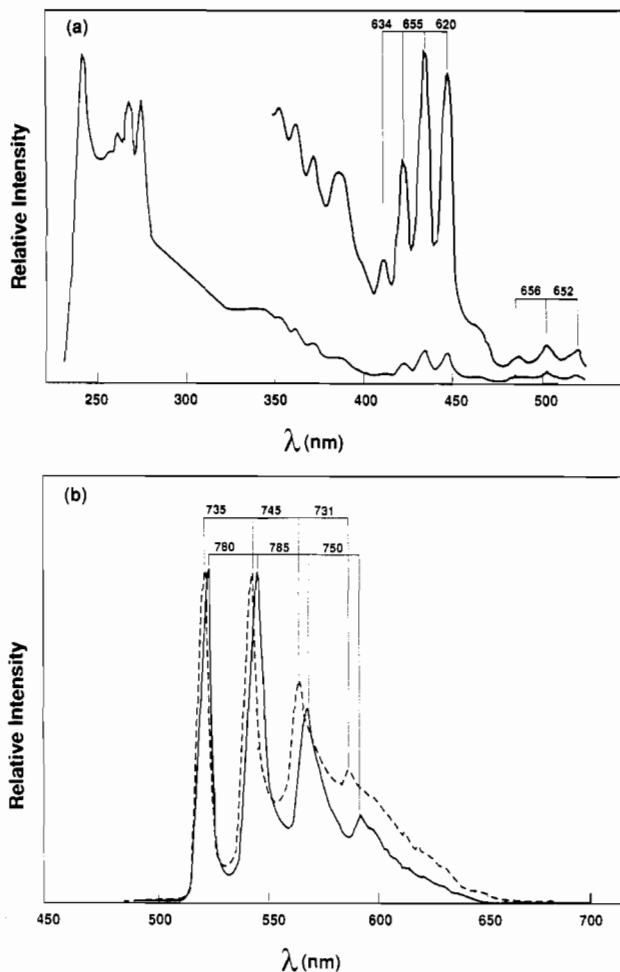 (a)
634 655 620
656 652
Relative Intensity
250 300 350 400 450 500
λ (nm)
(b)
735 745 731
780 785 750
Relative Intensity
450 500 550 600 650 700
λ (nm)